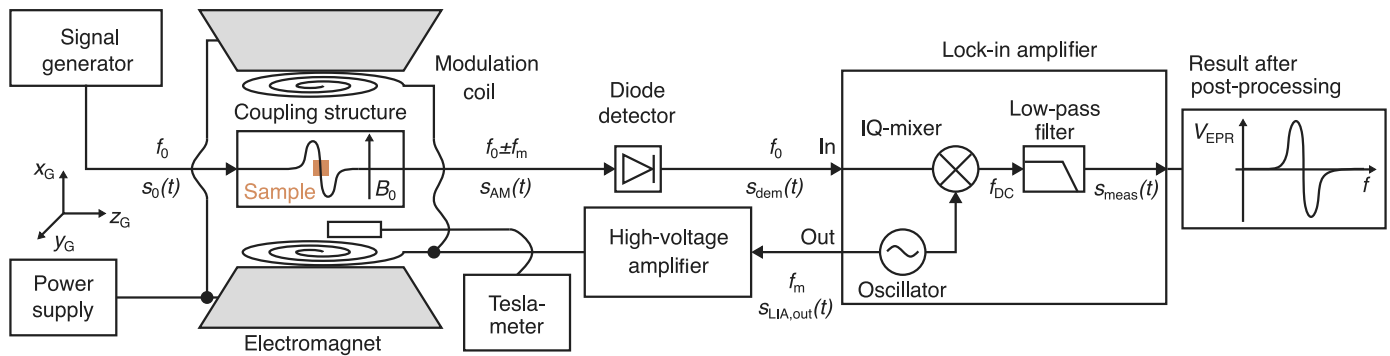 Signal
generator
Modulation
coil
Coupling structure
Sample
B0
f0
s0(t)
xG
zG
yG
Power
supply
Electromagnet
Tesla-
meter
f0±fm
sAM(t)
Diode
detector
f0
sdem(t)
High-voltage
amplifier
fm
sLIA,out(t)
Lock-in amplifier
In
IQ-mixer
Low-pass
filter
fDC
smeas(t)
Out
Oscillator
Result after
post-processing
VEPR
f